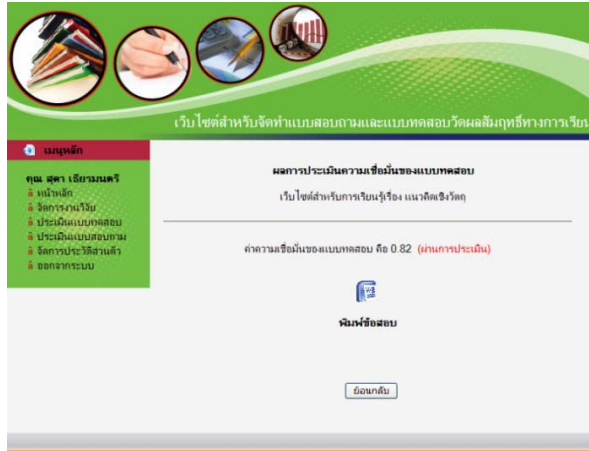 เว็บไซต์สำหรับจัดทำแบบสอบถามและแบบทดสอบวัดผลสัมฤทธิ์ทางการเรียน
เมนูหลัก
คุณ สุดา เธียรมนตรี
หน้าหลัก
จัดการงานวิจัย
ประเมินแบบทดสอบ
ประเมินแบบสอบถาม
จัดการประวัติส่วนตัว
ออกจากระบบ
ผลการประเมินความเชื่อมั่นของแบบทดสอบ
เว็บไซต์สำหรับการเรียนรู้เรื่อง แนวคิดเชิงวัตถุ
ค่าความเชื่อมั่นของแบบทดสอบ คือ 0.82 (ผ่านการประเมิน)
พิมพ์ข้อสอบ
ย้อนกลับ